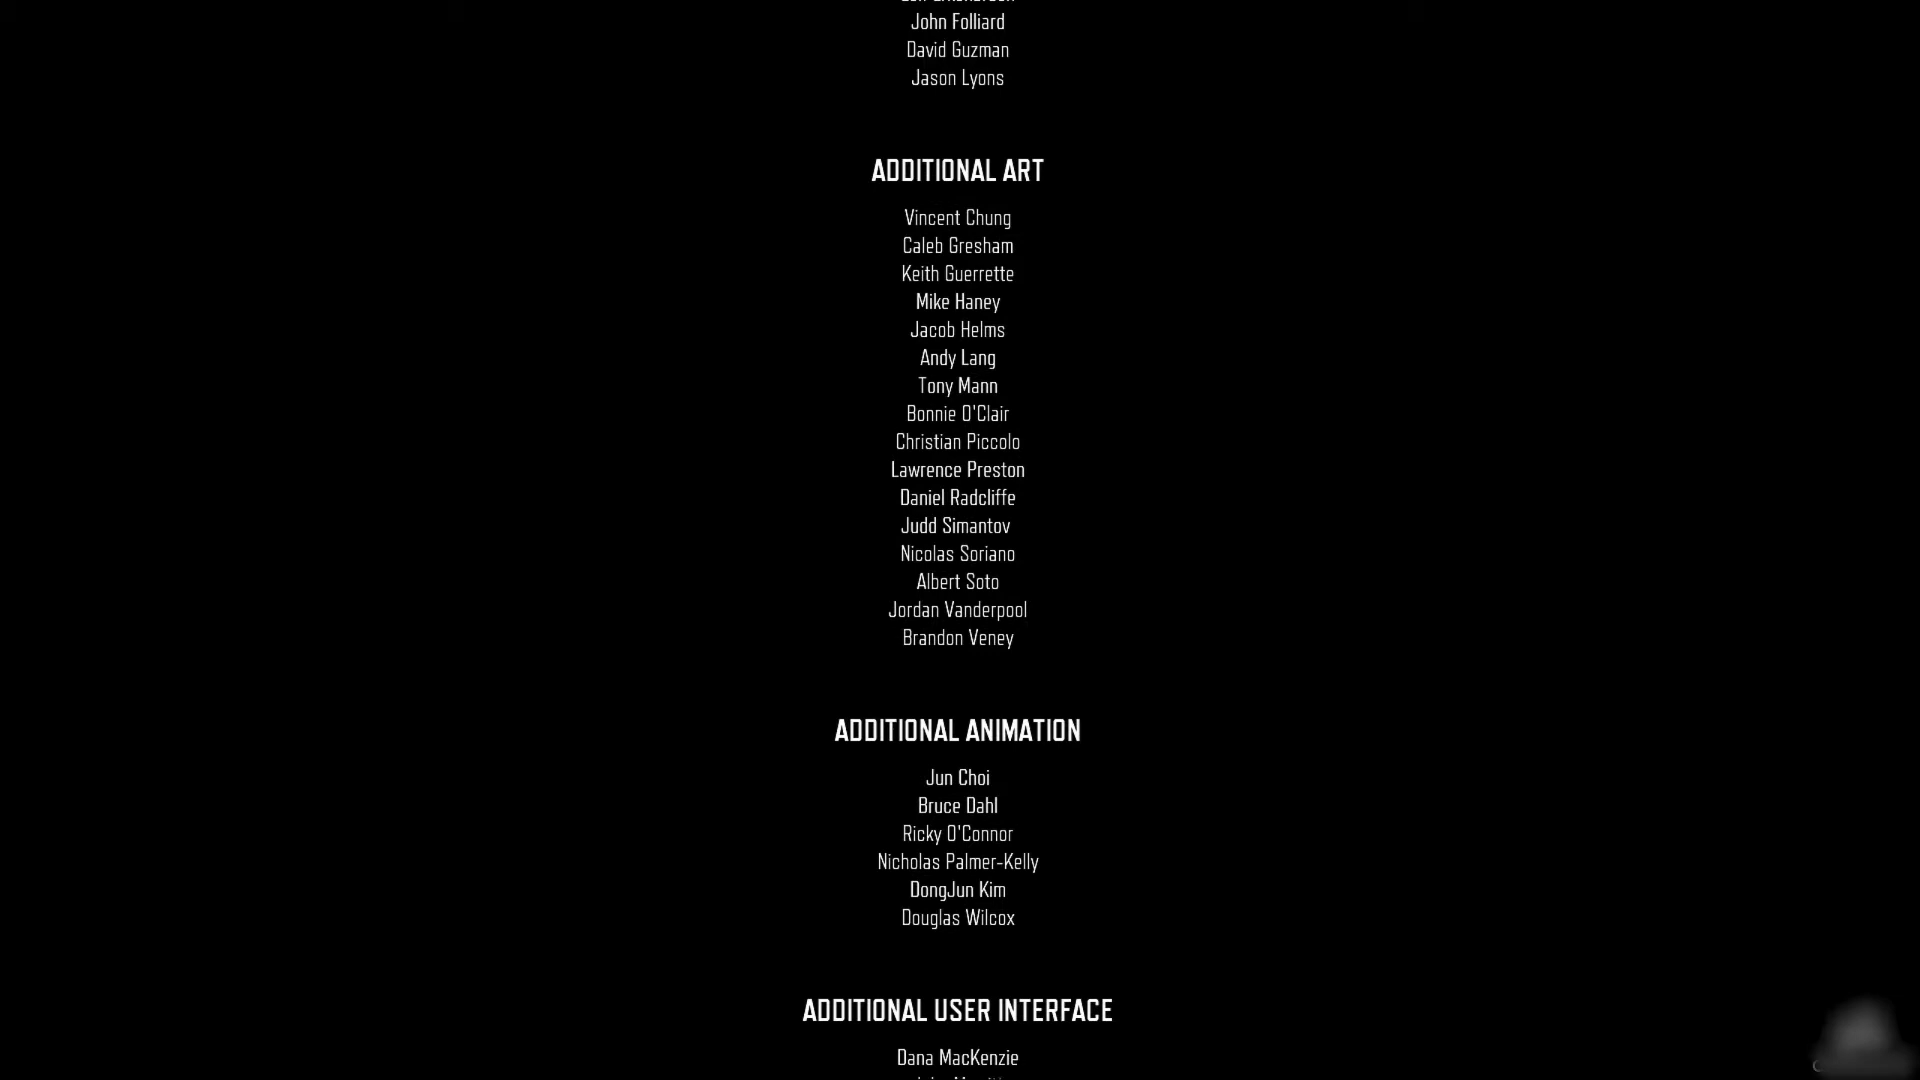 John Folliard
David Guzman
Jason Lyons
ADDITIONAL ART
Vincent Chung
Caleb Gresham
Keith Guerrette
Mike Haney
Jacob Helms
Andy Lang
Tony Mann
Bonnie O'Clair
Christian Piccolo
Lawrence Preston
Daniel Radcliffe
Judd Simantov
Nicolas Soriano
Albert Soto
Jordan Vanderpool
Brandon Veney
ADDITIONAL ANIMATION
Jun Choi
Bruce Dahl
Ricky O'Connor
Nicholas Palmer-Kelly
DongJun Kim
Douglas Wilcox
ADDITIONAL USER INTERFACE
Dana MacKenzie